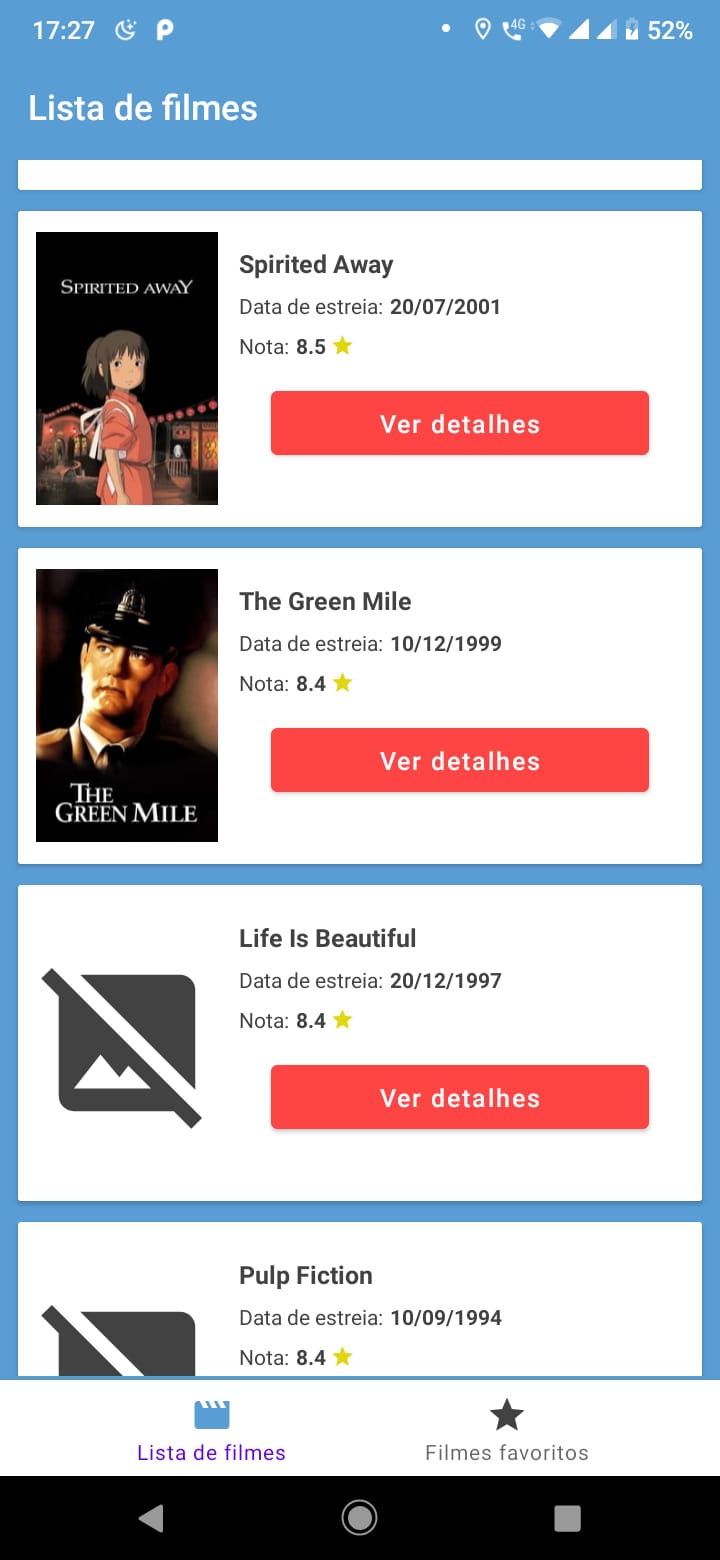 17:27
4G
52%
Lista de filmes
SPIRITED AWAY
Spirited Away
Data de estreia: 20/07/2001
Nota: 8.5
Ver detalhes
THE
GREEN MILE
The Green Mile
Data de estreia: 10/12/1999
Nota: 8.4
Ver detalhes
Life Is Beautiful
Data de estreia: 20/12/1997
Nota: 8.4
Ver detalhes
Pulp Fiction
Data de estreia: 10/09/1994
Nota: 8.4
Lista de filmes
Filmes favoritos